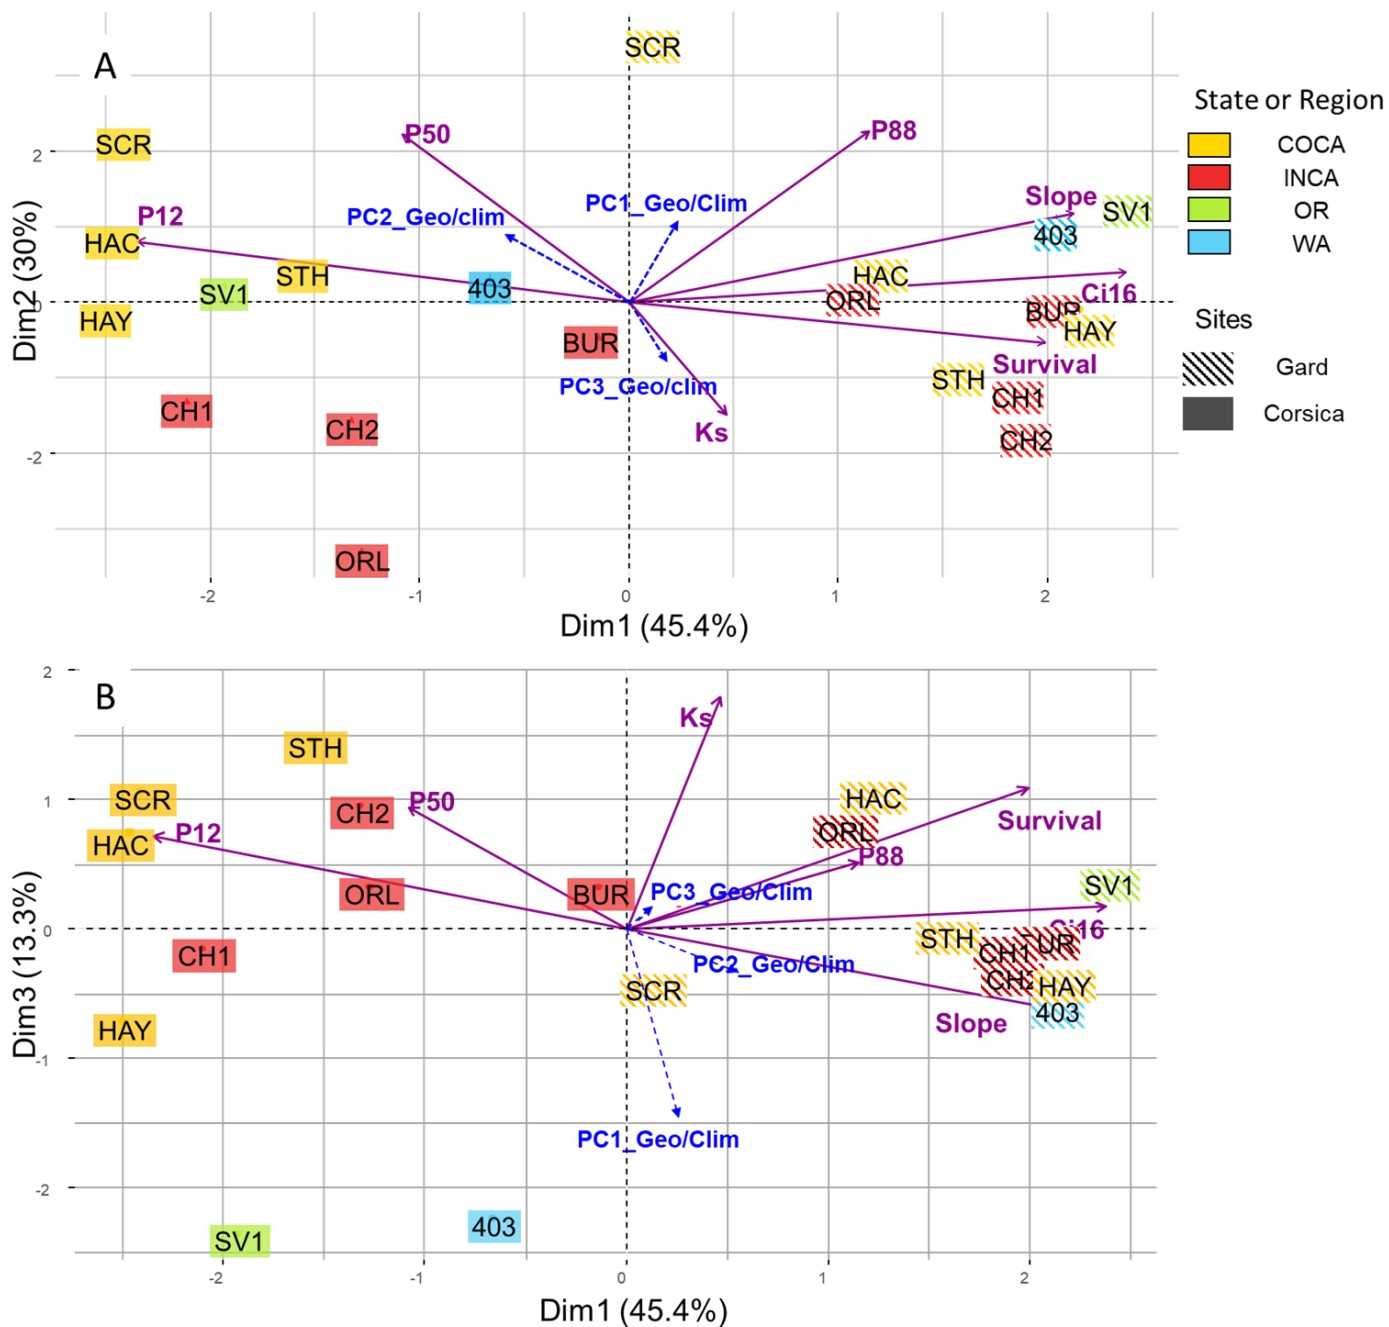 A
SCR
State or Region
COCA
INCA
OR
WA
P50
P88
SCR
2
Slope
SV1
P12
PC2_Geo/clim
PC1_Geo/Clim
403
HAC
STH
HAC
Ci16
SV1
403
ORL
0
BUR
HAY
HAY
Sites
BUR
Survival
Gard
PC3_Geo/clim
STH
CH1
CH1
Corsica
CH2
Ks
CH2
-2
ORL
Dim2 (30%)
-2
-1
0
1
2
Dim1 (45.4%)
2
B
Ks
STH
SCR
1
CH2
P50
HAC
P12
HAC
ORL
Survival
P88
ORL
BUR
PC3_Geo/Clim
SV1
0
Ci16
STH
CH1
BUR
CH1
PC2_Geo/Clim
CH2
HAY
SCR
403
HAY
Slope
-1
PC1_Geo/Clim
-2
403
SV1
Dim3 (13.3%)
-2
-1
0
1
2
Dim1 (45.4%)